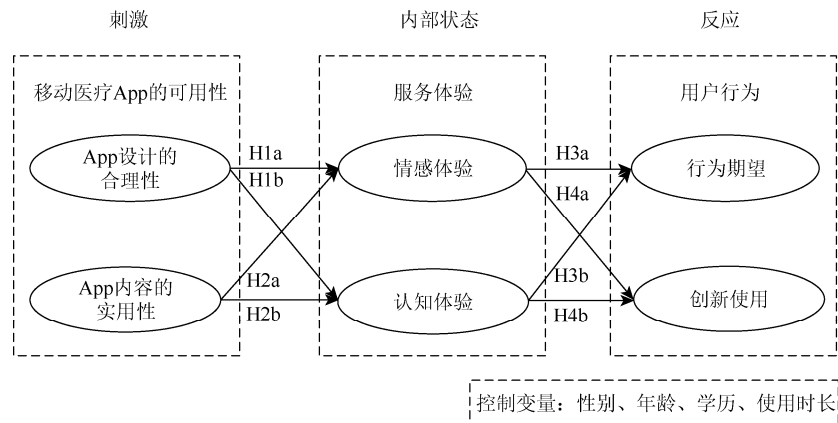 刺激
内部状态
反应
移动医疗App的可用性
服务体验
用户行为
App设计的
合理性
H1a
H1b
情感体验
H3a
H4a
行为期望
App内容的
实用性
H2a
H2b
认知体验
H3b
H4b
创新使用
控制变量：性别、年龄、学历、使用时长